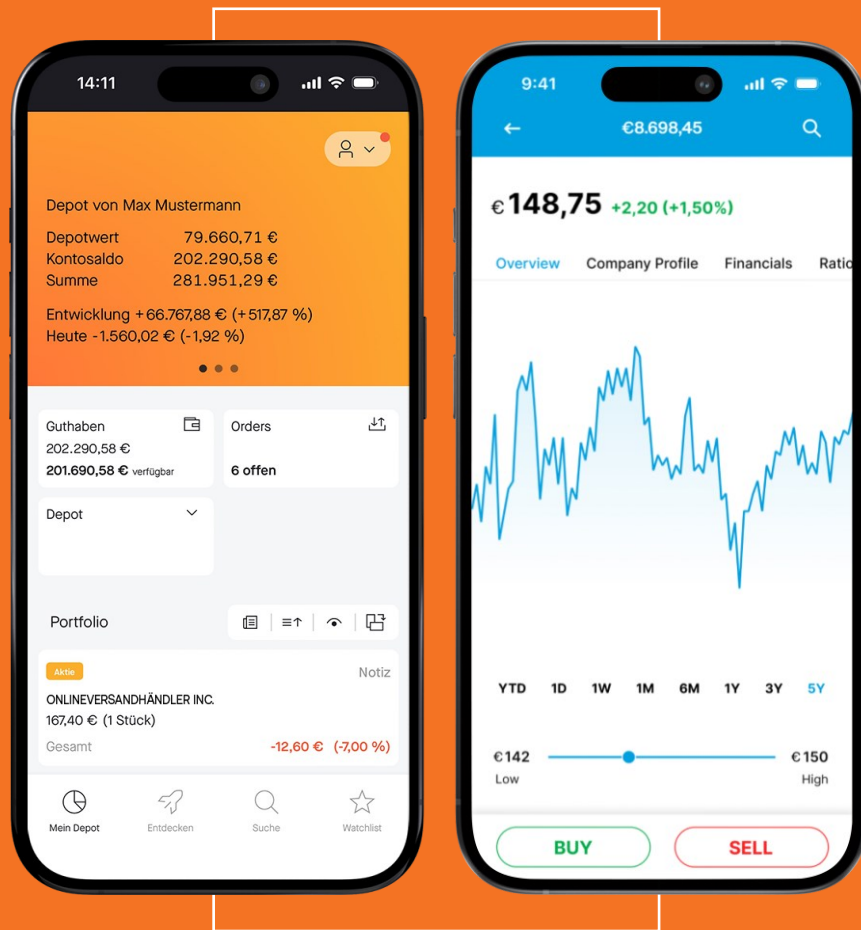 14:11
Depot von Max Mustermann
Depotwert 79.660,71 €
Kontosaldo 202.290,58 €
Summe 281.951,29 €
Entwicklung +66.767,88 € (+517,87 %)
Heute -1.560,02 € (-1,92 %)
Guthaben
202.290,58 €
201.690,58 € verfügbar
Orders
6 offen
Depot
Portfolio
Aktie
Notiz
ONLINEVERSANDHÄNDLER INC.
167,40 € (1 Stück)
Gesamt -12,60 € (-7,00 %)
Mein Depot Entdecken Suche Watchlist
9:41
€8.698,45
€148,75 +2,20 (+1,50%)
Overview Company Profile Financials Ratio
YTD 1D 1W 1M 6M 1Y 3Y 5Y
€142 €150
Low High
BUY SELL